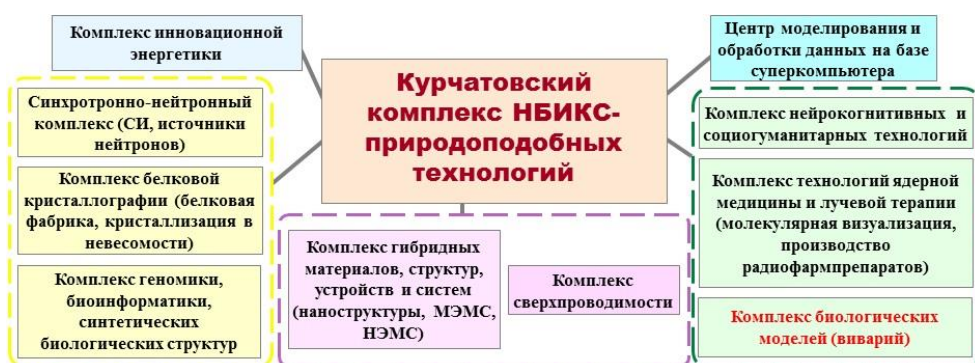 Комплекс инновационной
энергетики
Центр моделирования и
обработки данных на базе
суперкомпьютера
Курчатовский
комплекс НБИКС-
природоподобных
технологий
Синхротронно-нейтронный
комплекс (СИ, источники
нейтронов)
Комплекс белковой
кристаллографии (белковая
фабрика, кристаллизация в
невесомости)
Комплекс геномики,
биоинформатики,
синтетических
биологических структур
Комплекс гибридных
материалов, структур,
устройств и систем
(наноструктуры, МЭМС,
НЭМС)
Комплекс
сверхпроводимости
Комплекс нейрокогнитивных и
социогуманитарных технологий
Комплекс технологий ядерной
медицины и лучевой терапии
(молекулярная визуализация,
производство
радиофармпрепаратов)
Комплекс биологических
моделей (виварий)